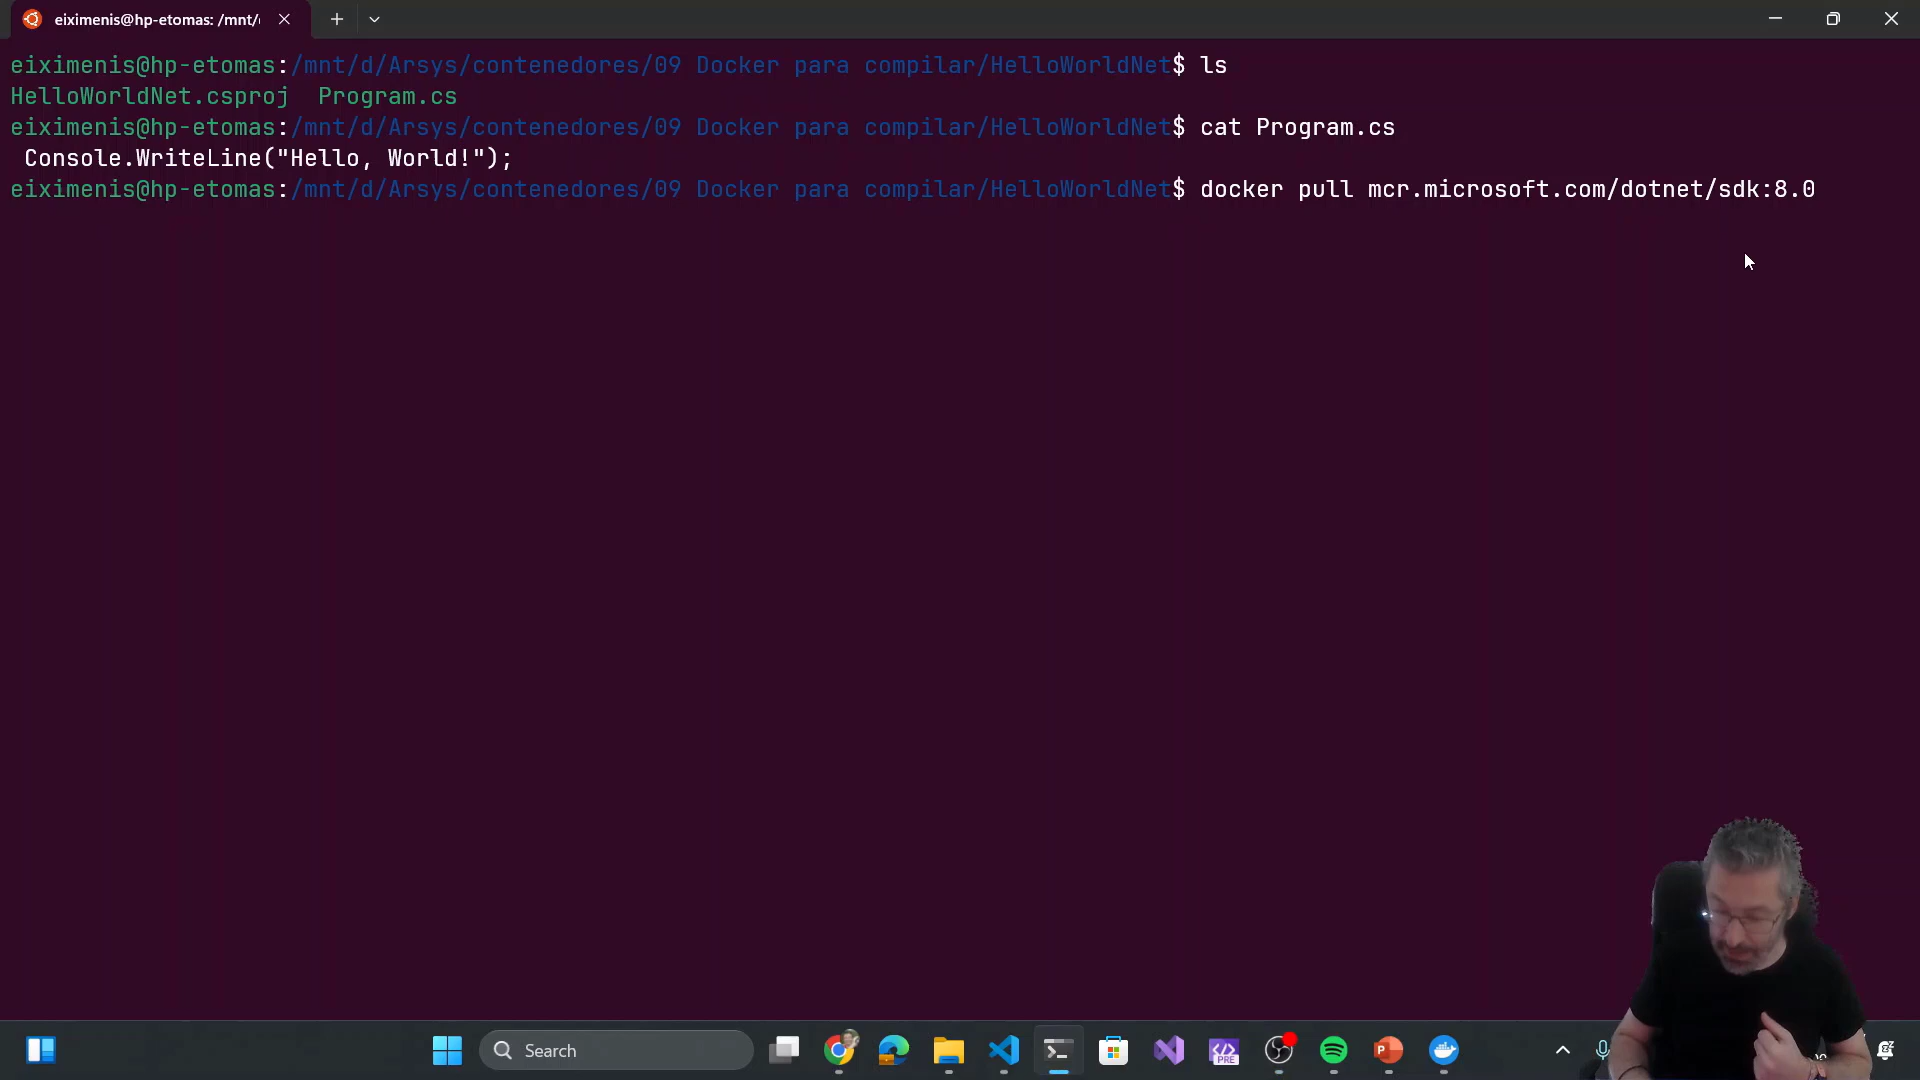 eiximenis@hp-etomas: /mnt/
eiximenis@hp-etomas:/mnt/d/Arsys/contenedores/09 Docker para compilar/HelloWorldNet$ ls
HelloWorldNet.csproj  Program.cs
eiximenis@hp-etomas:/mnt/d/Arsys/contenedores/09 Docker para compilar/HelloWorldNet$ cat Program.cs
Console.WriteLine("Hello, World!");
eiximenis@hp-etomas:/mnt/d/Arsys/contenedores/09 Docker para compilar/HelloWorldNet$ docker pull mcr.microsoft.com/dotnet/sdk:8.0
Search
PRE